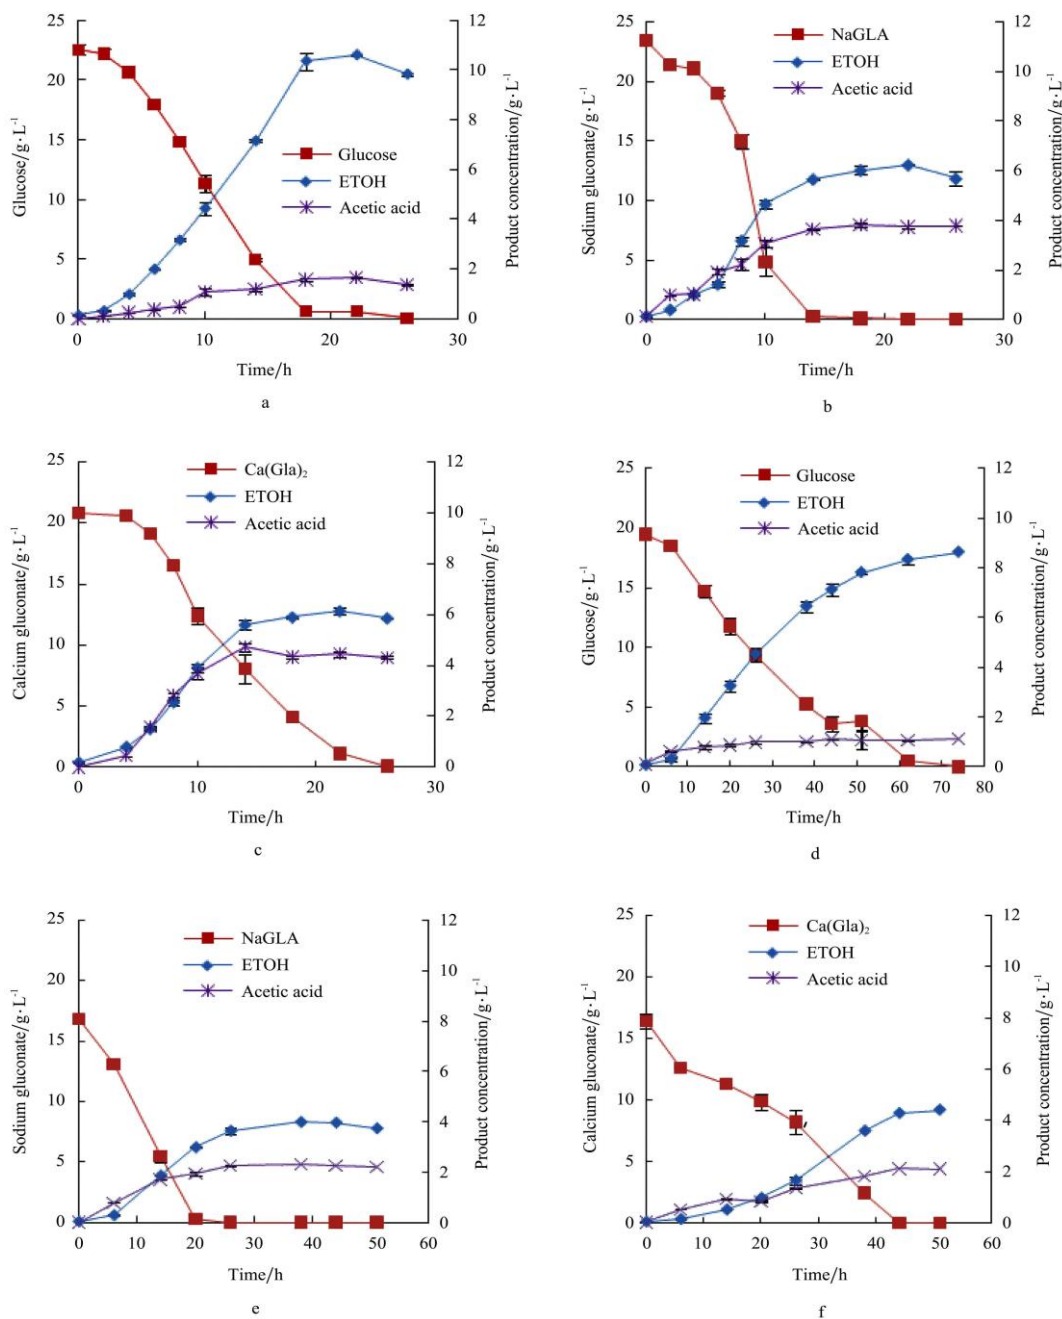 25
20
15
10
5
0
Glucose/g·L⁻¹
12
10
8
6
4
2
0
Product concentration/g·L⁻¹
Glucose
ETOH
Acetic acid
0 10 20 30
Time/h
a
25
20
15
10
5
0
Sodium gluconate/g·L⁻¹
12
10
8
6
4
2
0
Product concentration/g·L⁻¹
NaGLA
ETOH
Acetic acid
0 10 20 30
Time/h
b
25
20
15
10
5
0
Calcium gluconate/g·L⁻¹
12
10
8
6
4
2
0
Product concentration/g·L⁻¹
Ca(Gla)₂
ETOH
Acetic acid
0 10 20 30
Time/h
c
25
20
15
10
5
0
Glucose/g·L⁻¹
12
10
8
6
4
2
0
Product concentration/g·L⁻¹
Glucose
ETOH
Acetic acid
0 10 20 30 40 50 60 70 80
Time/h
d
25
20
15
10
5
0
Sodium gluconate/g·L⁻¹
12
10
8
6
4
2
0
Product concentration/g·L⁻¹
NaGLA
ETOH
Acetic acid
0 10 20 30 40 50 60
Time/h
e
25
20
15
10
5
0
Calcium gluconate/g·L⁻¹
12
10
8
6
4
2
0
Product concentration/g·L⁻¹
Ca(Gla)₂
ETOH
Acetic acid
0 10 20 30 40 50 60
Time/h
f